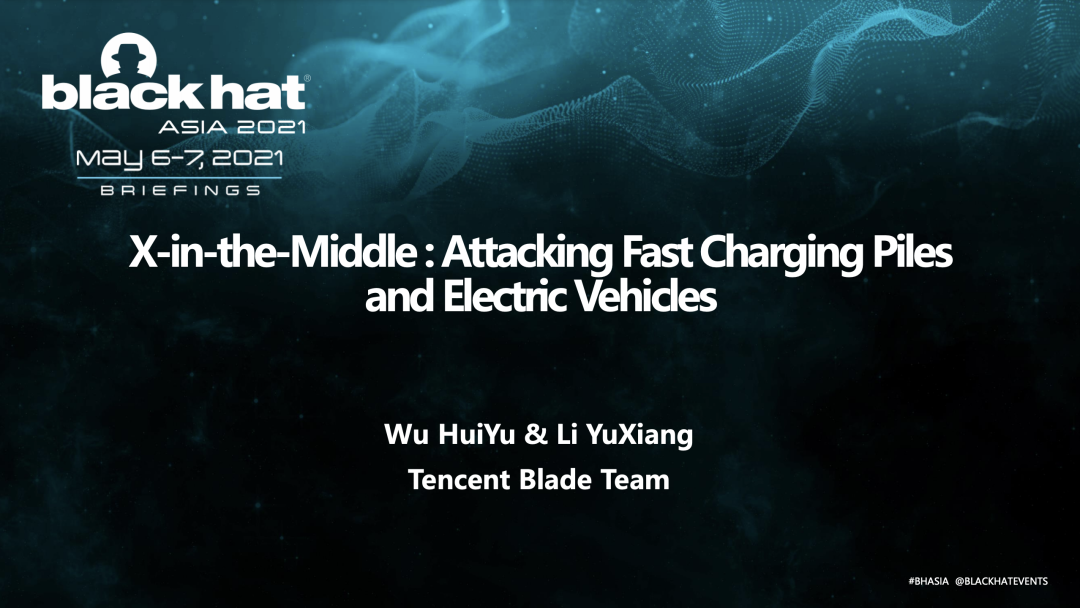 black hat®
ASIA 2021
MAY 6-7, 2021
BRIEFINGS
X-in-the-Middle : Attacking Fast Charging Piles
and Electric Vehicles
Wu HuiYu & Li YuXiang
Tencent Blade Team
#BHASIA @BLACKHATEVENTS